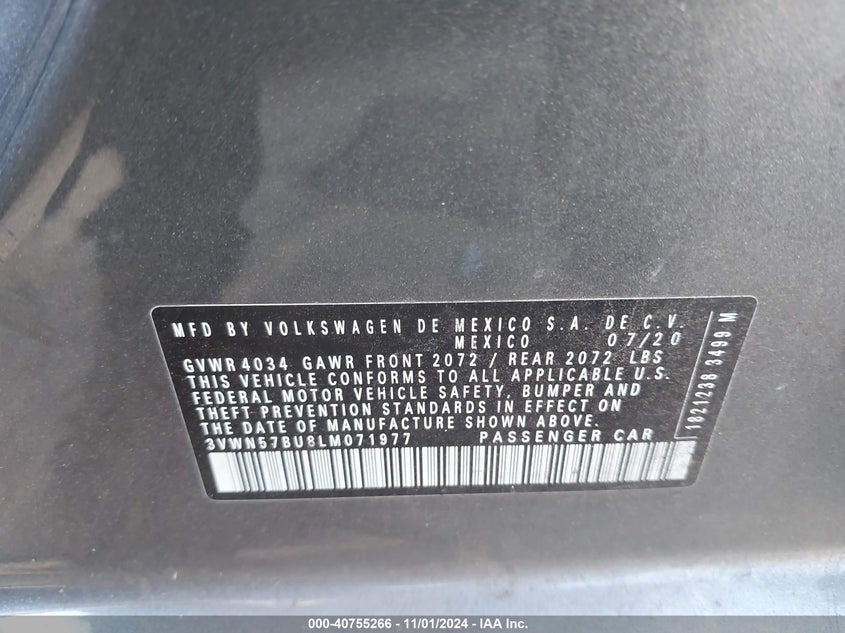 MFD BY VOLKSWAGEN DE MEXICO S.A. DE C.V.
MEXICO 07/20
GVWR 4034 GAWR FRONT 2072 / REAR 2072 LBS
THIS VEHICLE CONFORMS TO ALL APPLICABLE U.S.
FEDERAL MOTOR VEHICLE SAFETY, BUMPER AND
THEFT PREVENTION STANDARDS IN EFFECT ON
THE DATE OF MANUFACTURE SHOWN ABOVE.
3VWN57BU8LM071977 PASSENGER CAR
1821238 3499 M
000-40755266 - 11/01/2024 - IAA Inc.